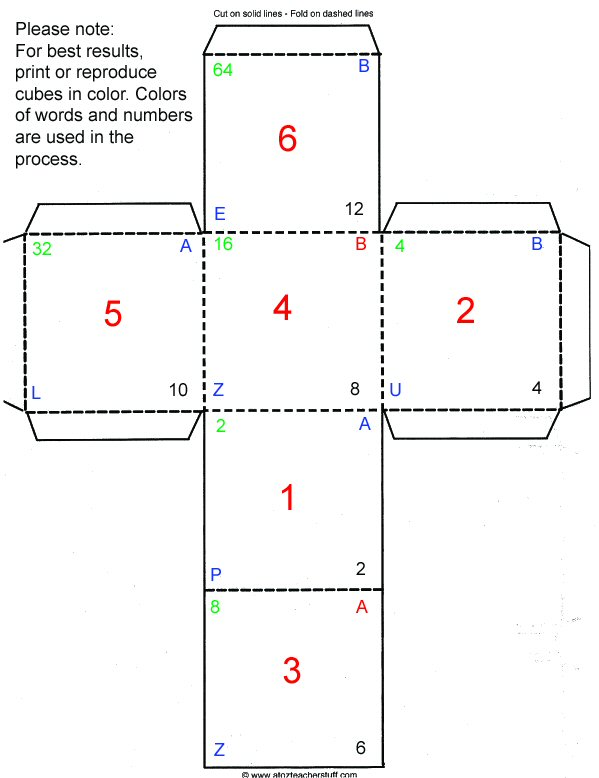 Cut on solid lines - Fold on dashed lines
Please note:
For best results,
print or reproduce
cubes in color. Colors
of words and numbers
are used in the
process.
64 B
6
E 12
32 A
5
L 10
16 B
4
Z 8
4 B
2
U 4
2 A
1
P 2
8 A
3
Z 6
© www.atozteacherstuff.com